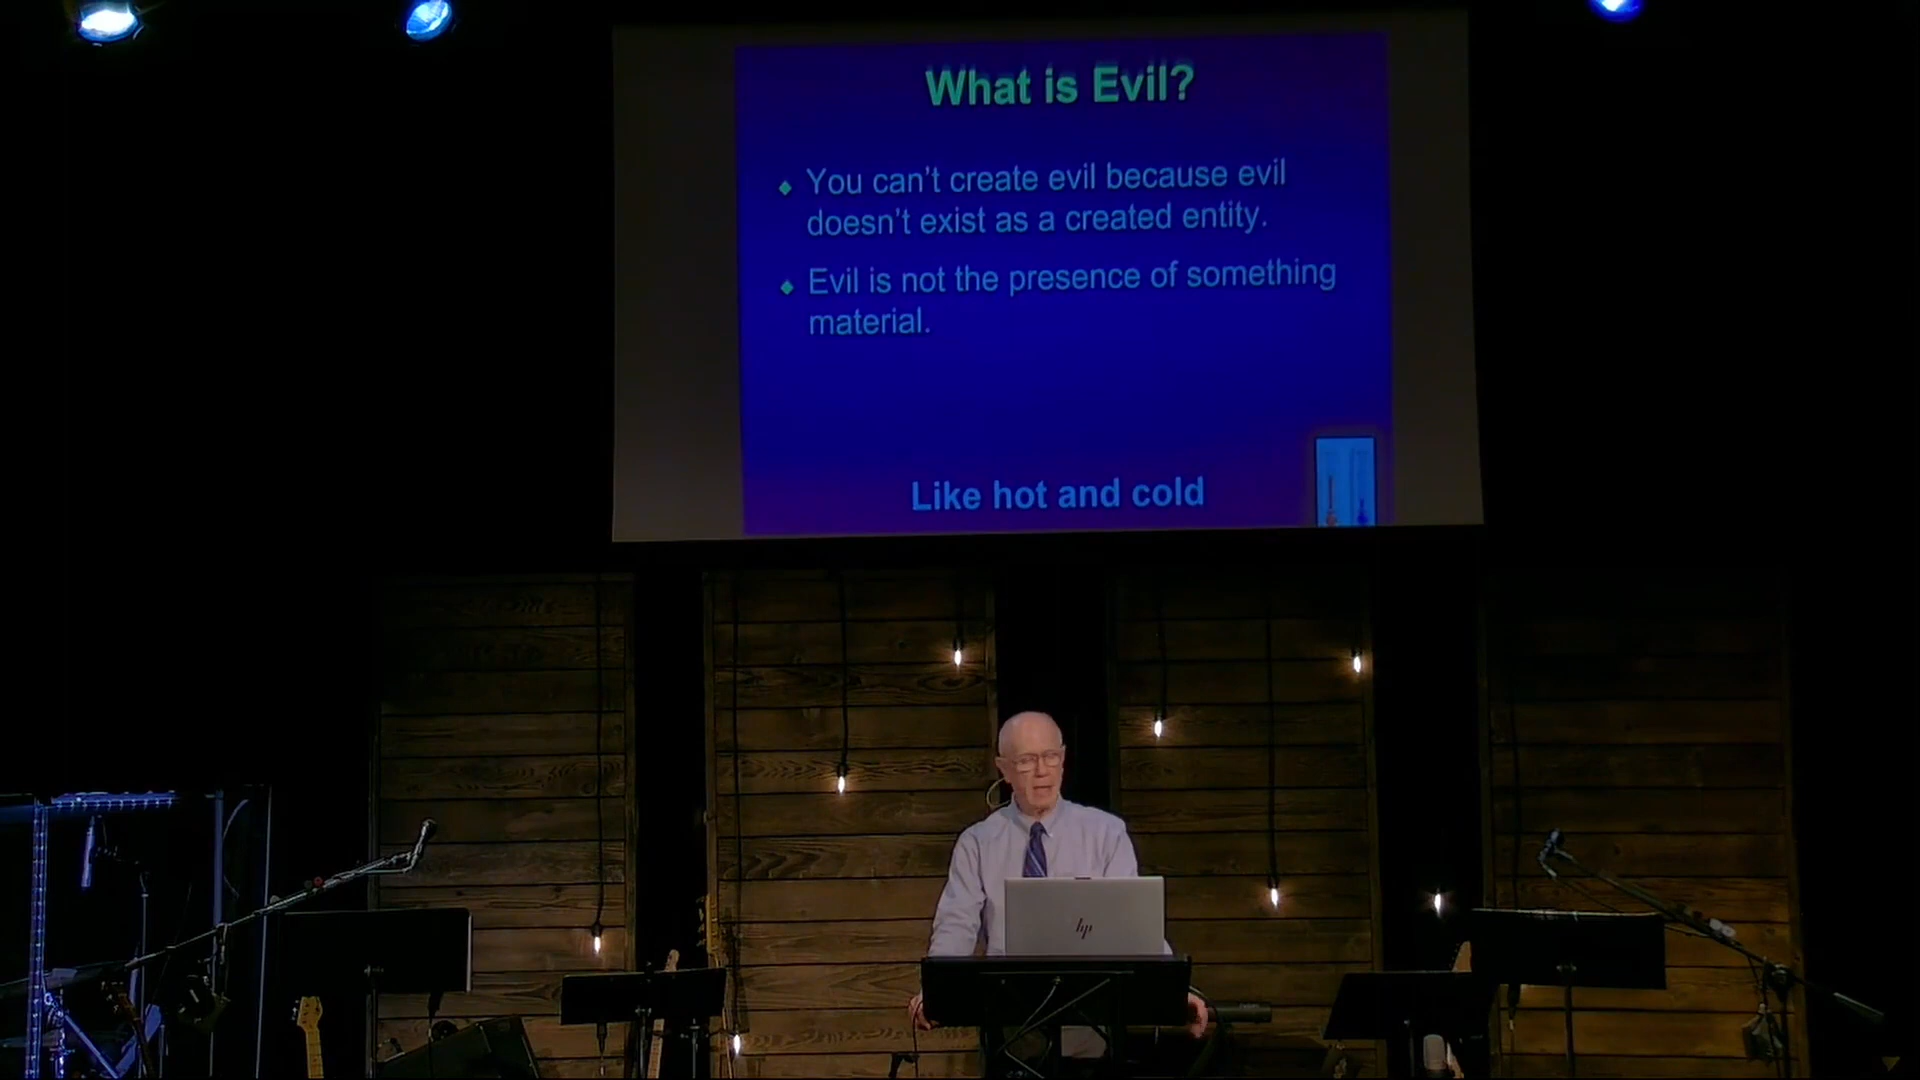 What is Evil?
You can't create evil because evil
doesn't exist as a created entity.
Evil is not the presence of something
material.
Like hot and cold
hp